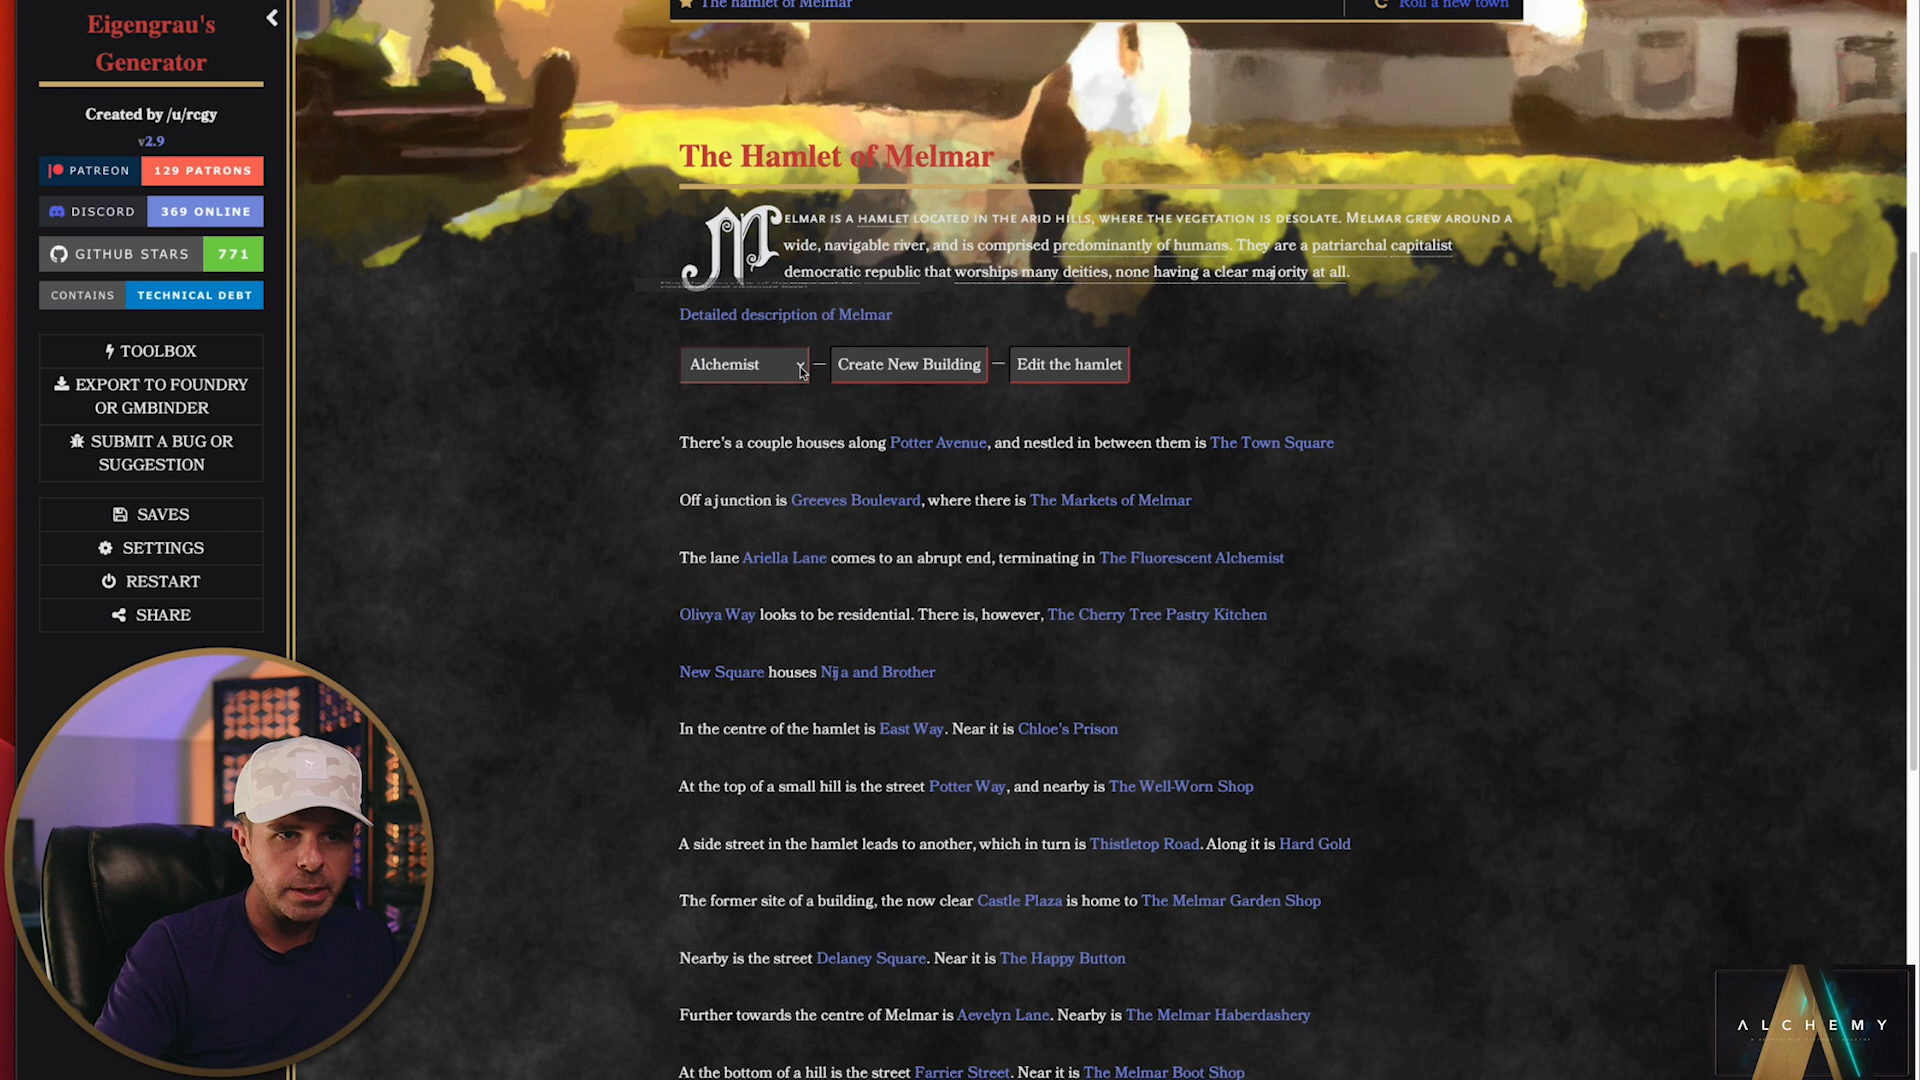 Eigengrau's
Generator
Created by /u/rcgy
v2.9
PATREON 129 PATRONS
DISCORD 369 ONLINE
GITHUB STARS 771
CONTAINS TECHNICAL DEBT
TOOLBOX
EXPORT TO FOUNDRY
OR GMBINDER
SUBMIT A BUG OR
SUGGESTION
SAVES
SETTINGS
RESTART
SHARE
The hamlet of Melmar
Roll a new town
The Hamlet of Melmar
MELMAR IS A HAMLET LOCATED IN THE ARID HILLS, WHERE THE VEGETATION IS DESOLATE. MELMAR GREW AROUND A
wide, navigable river, and is comprised predominantly of humans. They are a patriarchal capitalist
democratic republic that worships many deities, none having a clear majority at all.
Detailed description of Melmar
Alchemist — Create New Building — Edit the hamlet
There's a couple houses along Potter Avenue, and nestled in between them is The Town Square
Off a junction is Greeves Boulevard, where there is The Markets of Melmar
The lane Ariella Lane comes to an abrupt end, terminating in The Fluorescent Alchemist
Olivya Way looks to be residential. There is, however, The Cherry Tree Pastry Kitchen
New Square houses Nija and Brother
In the centre of the hamlet is East Way. Near it is Chloe's Prison
At the top of a small hill is the street Potter Way, and nearby is The Well-Worn Shop
A side street in the hamlet leads to another, which in turn is Thistletop Road. Along it is Hard Gold
The former site of a building, the now clear Castle Plaza is home to The Melmar Garden Shop
Nearby is the street Delaney Square. Near it is The Happy Button
Further towards the centre of Melmar is Aevelyn Lane. Nearby is The Melmar Haberdashery
At the bottom of a hill is the street Farrier Street. Near it is The Melmar Boot Shop
ALCHEMY